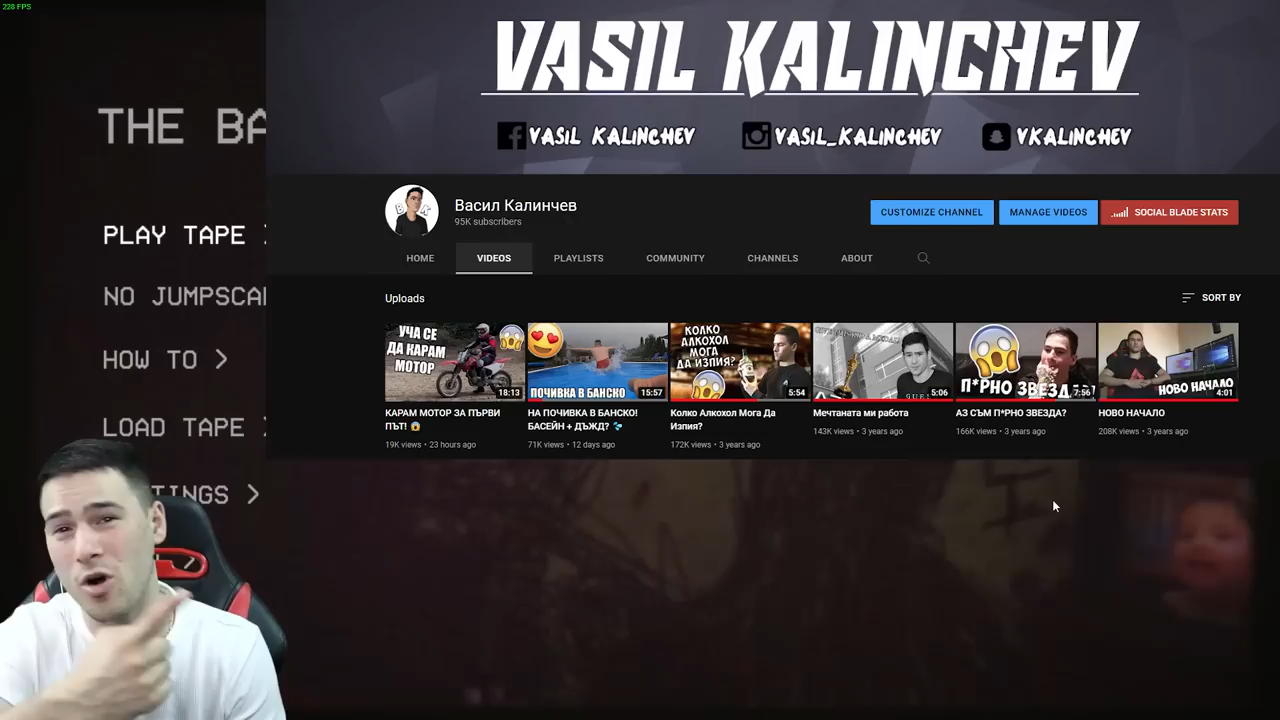 228 FPS
THE BA
PLAY TAPE
NO JUMPSCA
HOW TO >
LOAD TAPE
TINGS >
VASIL KALINCHEV
VASIL KALINCHEV
VASIL_KALINCHEV
VKALINCHEV
Васил Калинчев
95K subscribers
CUSTOMIZE CHANNEL
MANAGE VIDEOS
SOCIAL BLADE STATS
HOME
VIDEOS
PLAYLISTS
COMMUNITY
CHANNELS
ABOUT
Uploads
SORT BY
УЧА СЕ
ДА КАРАМ
МОТОР
18:13
КАРАМ МОТОР ЗА ПЪРВИ
ПЪТ! 😱
19K views • 23 hours ago
ПОЧИВКА В БАНСКО
15:57
НА ПОЧИВКА В БАНСКО!
БАСЕЙН + ДЪЖД? 💦
71K views • 12 days ago
КОЛКО
АЛКОХОЛ
МОГА
ДА ИЗПИЯ?
5:54
Колко Алкохол Мога Да
Изпия?
172K views • 3 years ago
5:06
Мечтаната ми работа
143K views • 3 years ago
П*РНО ЗВЕЗД
7:56
АЗ СЪМ П*РНО ЗВЕЗДА?
166K views • 3 years ago
НОВО НАЧАЛО
4:01
НОВО НАЧАЛО
208K views • 3 years ago